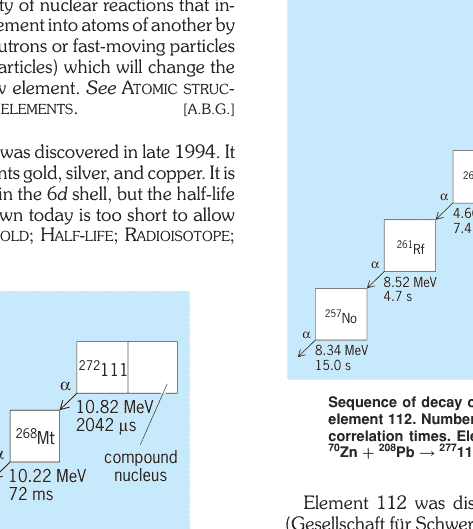 ty of nuclear reactions that in-
ement into atoms of another by
utrons or fast-moving particles
articles) which will change the
w element. See ATOMIC STRUC-
ELEMENTS. [A.B.G.]
was discovered in late 1994. It
nts gold, silver, and copper. It is
in the 6d shell, but the half-life
wn today is too short to allow
OLD; HALF-LIFE; RADIOISOTOPE;
272111
α
10.82 MeV
2042 μs
compound
nucleus
268Mt
10.22 MeV
72 ms
26
α
4.60
7.4
261Rf
α
8.52 MeV
4.7 s
257No
α
8.34 MeV
15.0 s
Sequence of decay c
element 112. Number
correlation times. Ele
70Zn + 208Pb → 27711
Element 112 was dis
(Gesellschaft für Schwer